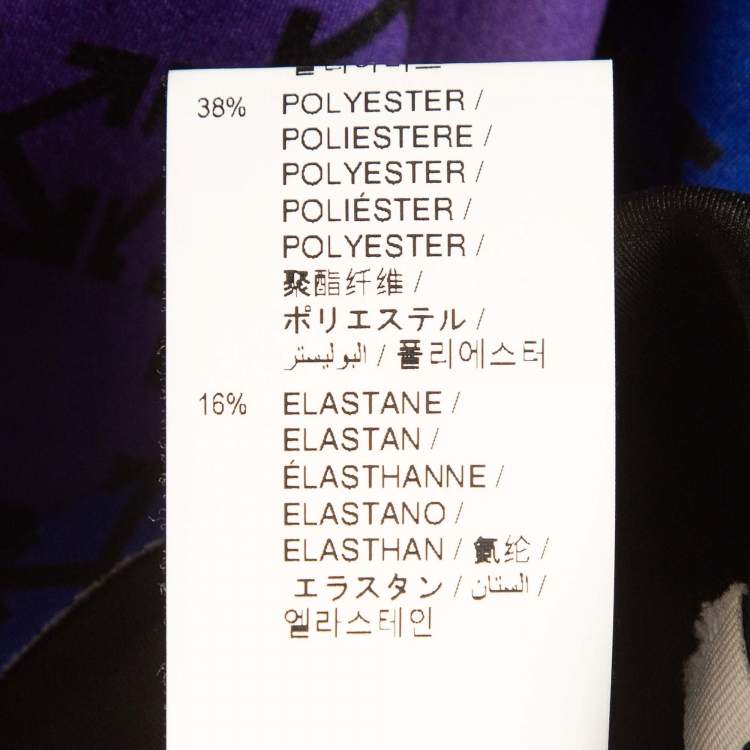 38% POLYESTER /
POLIESTERE /
POLYESTER /
POLIÉSTER /
POLYESTER /
聚酯纤维 /
ポリエステル /
البوليستر / 폴리에스터
16% ELASTANE /
ELASTAN /
ÉLASTHANNE /
ELASTANO /
ELASTHAN / 氨纶 /
エラスタン / الستان /
엘라스테인